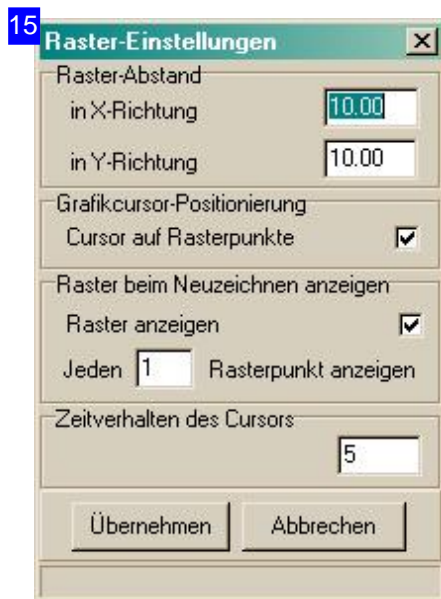 15
Raster-Einstellungen
Raster-Abstand
in X-Richtung 10.00
in Y-Richtung 10.00
Grafikcursor-Positionierung
Cursor auf Rasterpunkte
Raster beim Neuzeichnen anzeigen
Raster anzeigen
Jeden 1 Rasterpunkt anzeigen
Zeitverhalten des Cursors
5
Übernehmen Abbrechen